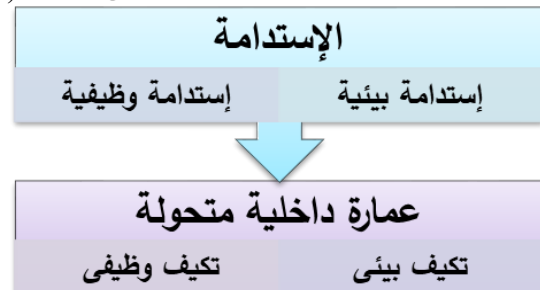 الإستدامة
إستدامة بيئية
إستدامة وظيفية
عمارة داخلية متحولة
تكيف بيئى
تكيف وظيفى